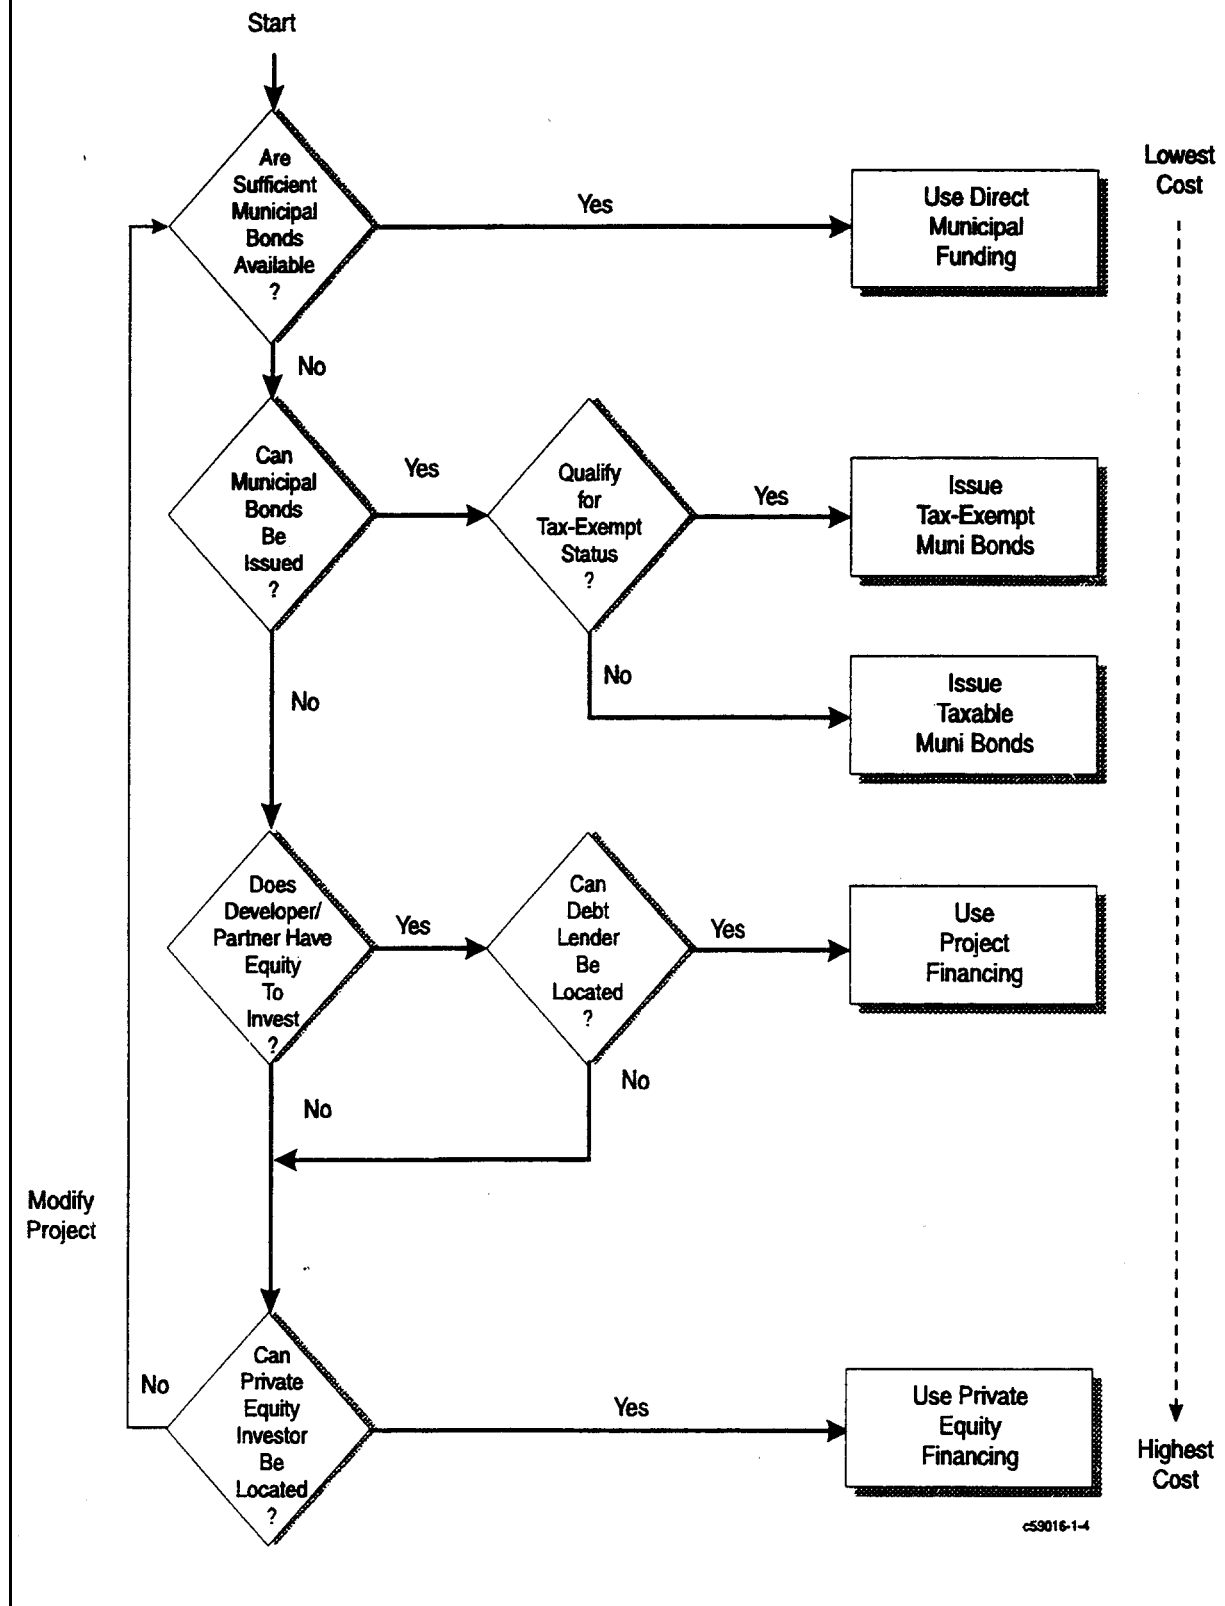 Start
Are
Sufficient
Municipal
Bonds
Available
?
Yes
Use Direct
Municipal
Funding
Lowest
Cost
No
Can
Municipal
Bonds
Be
Issued
?
Yes
Qualify
for
Tax-Exempt
Status
?
Yes
Issue
Tax-Exempt
Muni Bonds
No
Issue
Taxable
Muni Bonds
No
Does
Developer/
Partner Have
Equity
To
Invest
?
Yes
Can
Debt
Lender
Be
Located
?
Yes
Use
Project
Financing
No
No
Modify
Project
No
Can
Private
Equity
Investor
Be
Located
?
Yes
Use Private
Equity
Financing
Highest
Cost
c59016-1-4